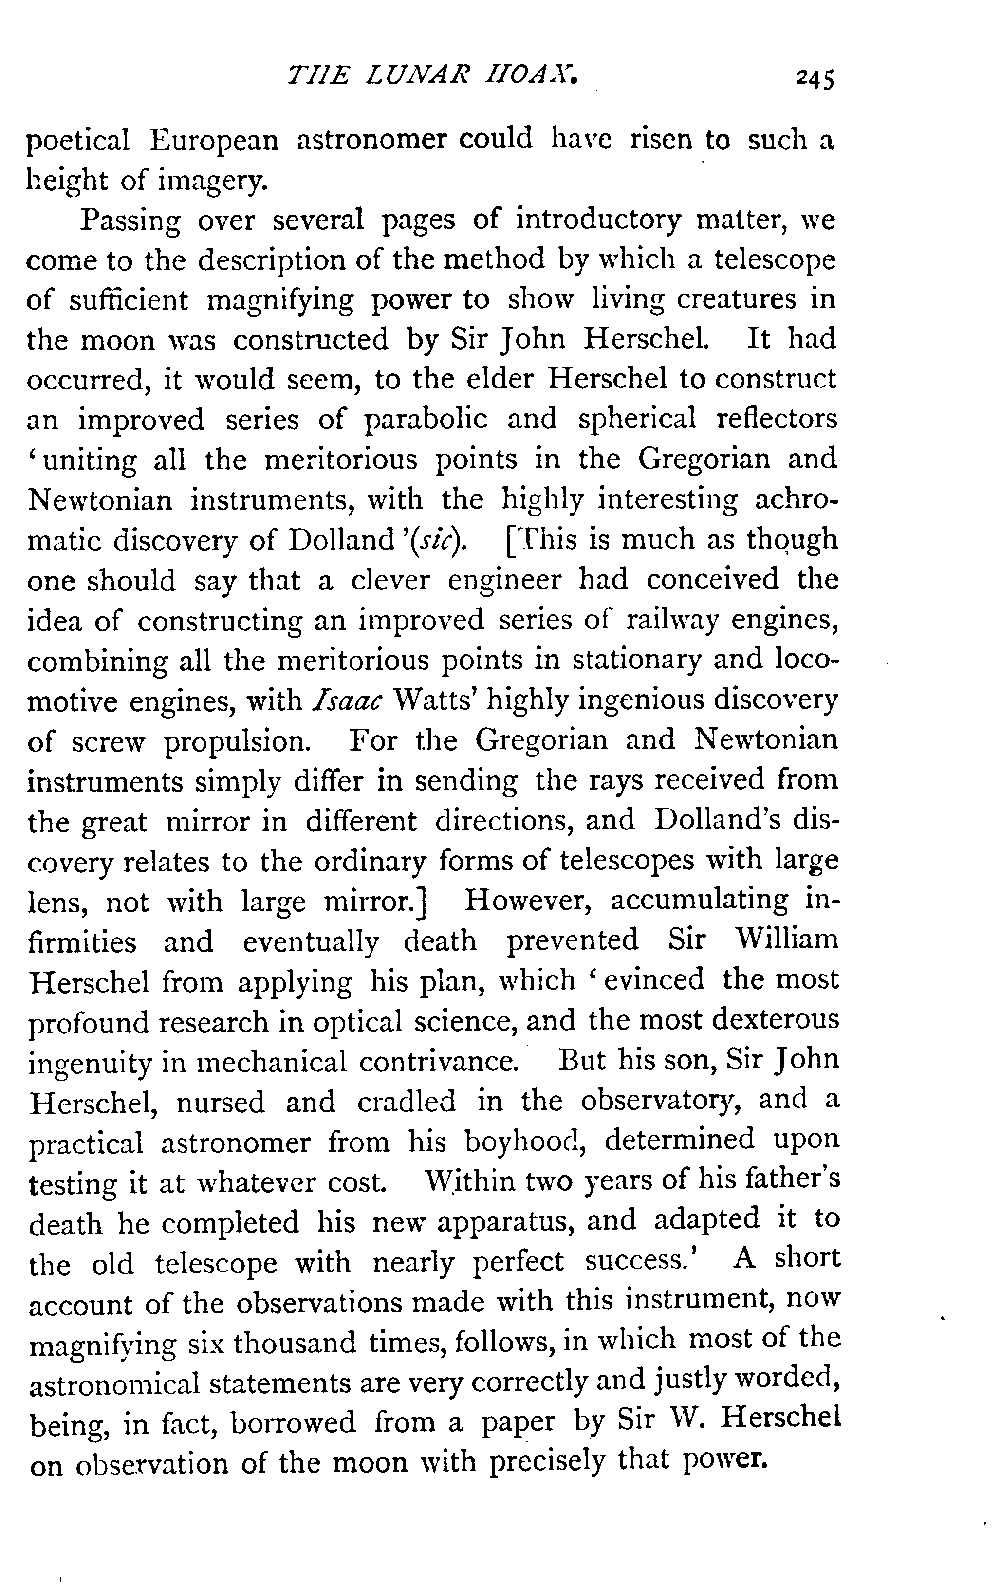 THE LUNAR HOAX. 245
poetical European astronomer could have risen to such a
height of imagery.
Passing over several pages of introductory matter, we
come to the description of the method by which a telescope
of sufficient magnifying power to show living creatures in
the moon was constructed by Sir John Herschel. It had
occurred, it would seem, to the elder Herschel to construct
an improved series of parabolic and spherical reflectors
‘uniting all the meritorious points in the Gregorian and
Newtonian instruments, with the highly interesting achro-
matic discovery of Dolland’(sic). [This is much as though
one should say that a clever engineer had conceived the
idea of constructing an improved series of railway engines,
combining all the meritorious points in stationary and loco-
motive engines, with Isaac Watts’ highly ingenious discovery
of screw propulsion. For the Gregorian and Newtonian
instruments simply differ in sending the rays received from
the great mirror in different directions, and Dolland’s dis-
covery relates to the ordinary forms of telescopes with large
lens, not with large mirror.] However, accumulating in-
firmities and eventually death prevented Sir William
Herschel from applying his plan, which ‘evinced the most
profound research in optical science, and the most dexterous
ingenuity in mechanical contrivance. But his son, Sir John
Herschel, nursed and cradled in the observatory, and a
practical astronomer from his boyhood, determined upon
testing it at whatever cost. Within two years of his father’s
death he completed his new apparatus, and adapted it to
the old telescope with nearly perfect success.’ A short
account of the observations made with this instrument, now
magnifying six thousand times, follows, in which most of the
astronomical statements are very correctly and justly worded,
being, in fact, borrowed from a paper by Sir W. Herschel
on observation of the moon with precisely that power.